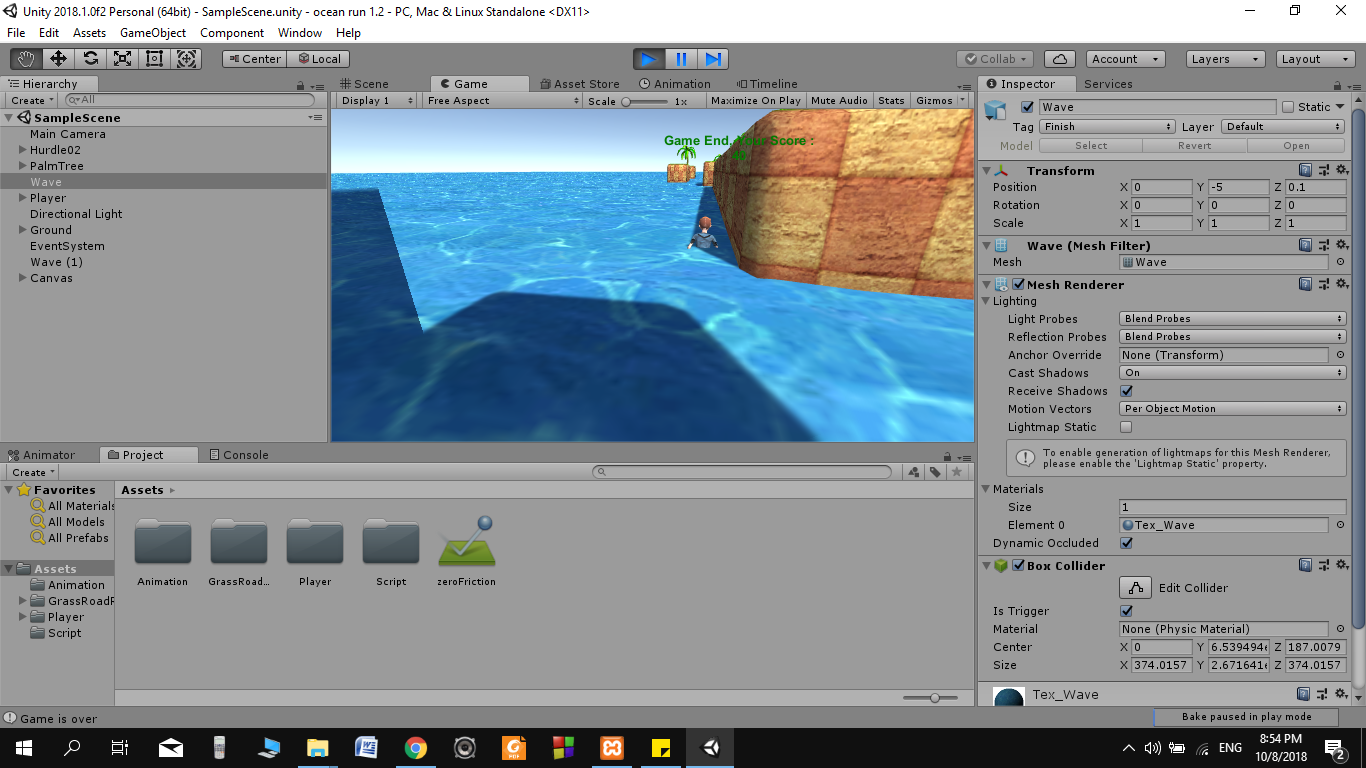 Unity 2018.1.0f2 Personal (64bit) - SampleScene.unity - ocean run 1.2 - PC, Mac & Linux Standalone <DX11>
File Edit Assets GameObject Component Window Help
Center Local Collab Account Layers Layout
Hierarchy
Create All
SampleScene
Main Camera
Hurdle02
PalmTree
Wave
Player
Directional Light
Ground
EventSystem
Wave (1)
Canvas
Scene Game Asset Store Animation Timeline
Display 1 Free Aspect Scale 1x Maximize On Play Mute Audio Stats Gizmos
Game End. Your Score :
Inspector Services
Wave Static
Tag Finish Layer Default
Model Select Revert Open
Transform
Position X 0 Y -5 Z 0.1
Rotation X 0 Y 0 Z 0
Scale X 1 Y 1 Z 1
Wave (Mesh Filter)
Mesh Wave
Mesh Renderer
Lighting
Light Probes Blend Probes
Reflection Probes Blend Probes
Anchor Override None (Transform)
Cast Shadows On
Receive Shadows
Motion Vectors Per Object Motion
Lightmap Static
To enable generation of lightmaps for this Mesh Renderer,
please enable the 'Lightmap Static' property.
Materials
Size 1
Element 0 Tex_Wave
Dynamic Occluded
Box Collider
Edit Collider
Is Trigger
Material None (Physic Material)
Center X 0 Y 6.539494e Z 187.0079
Size X 374.0157 Y 2.671641e Z 374.0157
Tex_Wave
Animator Project Console
Create
Favorites
All Materials
All Models
All Prefabs
Assets
Animation
GrassRoadR
Player
Script
Assets
Animation GrassRoad... Player Script zeroFriction
Game is over
Bake paused in play mode
ENG
8:54 PM
10/8/2018
2